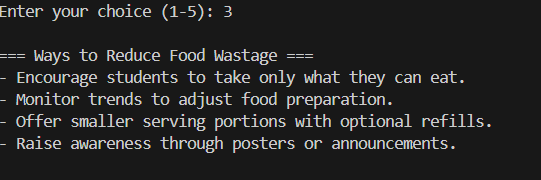 Enter your choice (1-5): 3
=== Ways to Reduce Food Wastage ===
- Encourage students to take only what they can eat.
- Monitor trends to adjust food preparation.
- Offer smaller serving portions with optional refills.
- Raise awareness through posters or announcements.